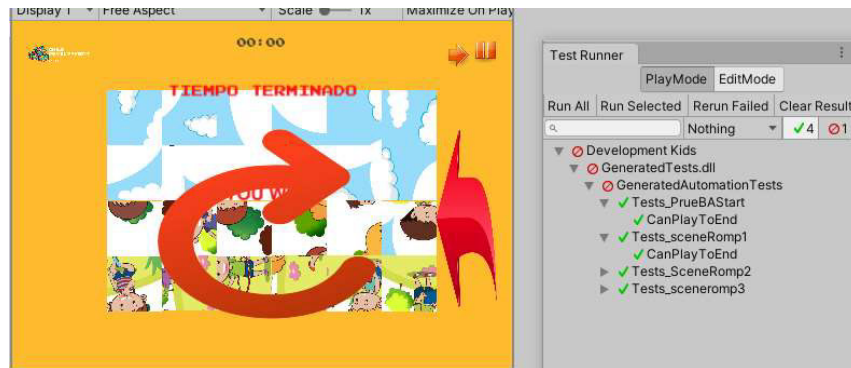 Display 1 Free Aspect Scale 1x Maximize On Play
00:00
TIEMPO TERMINADO
YOU W
Test Runner
PlayMode EditMode
Run All Run Selected Rerun Failed Clear Result
Nothing 4 1
Development Kids
GeneratedTests.dll
GeneratedAutomationTests
Tests_PrueBAStart
CanPlayToEnd
Tests_sceneRomp1
CanPlayToEnd
Tests_SceneRomp2
Tests_sceneromp3